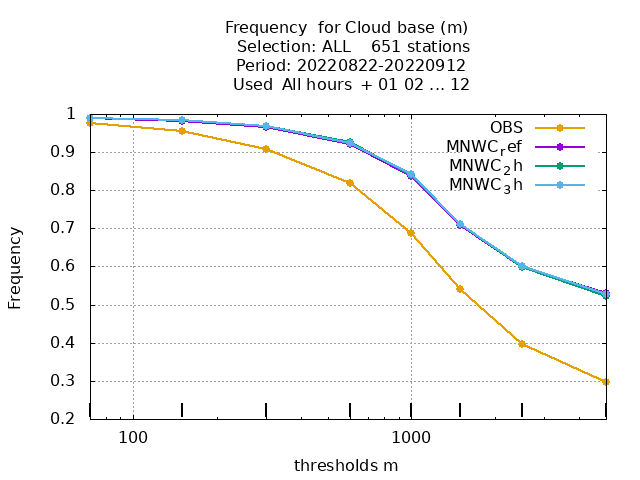 Frequency  for Cloud base (m)
Selection: ALL    651 stations
Period: 20220822-20220912
Used  All hours  + 01 02 ... 12
1
0.9
0.8
0.7
0.6
0.5
0.4
0.3
0.2
Frequency
OBS
MNWC_ref
MNWC_2h
MNWC_3h
100
1000
thresholds m